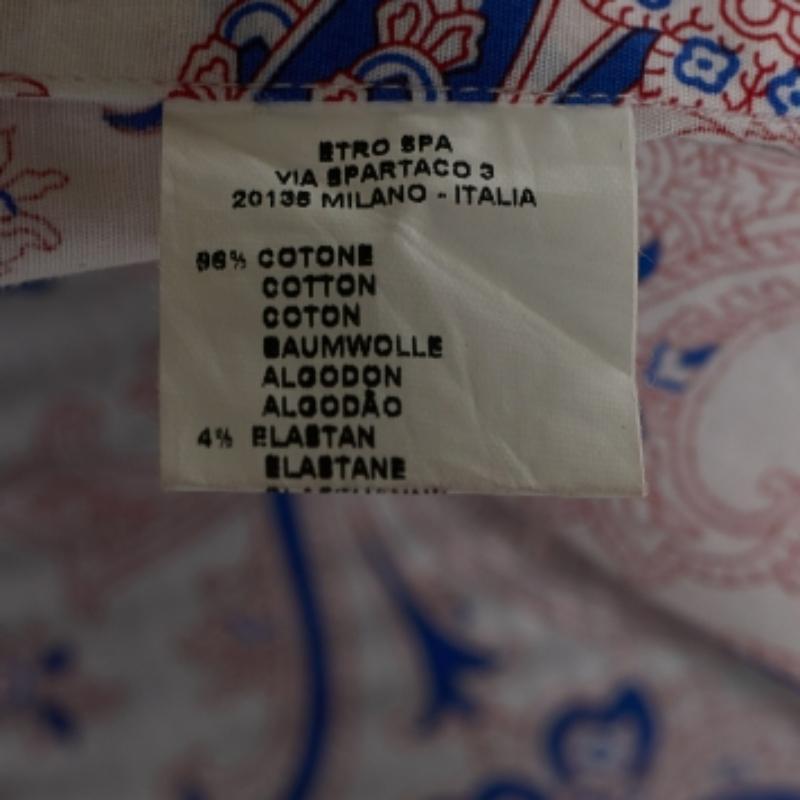 ETRO SPA
VIA SPARTACO 3
20135 MILANO - ITALIA
96% COTONE
COTTON
COTON
BAUMWOLLE
ALGODON
ALGODÃO
4% ELASTAN
ELASTANE